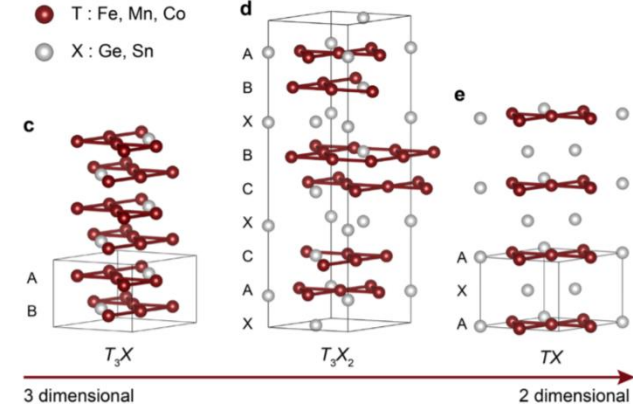 T : Fe, Mn, Co
X : Ge, Sn
c
A
B
T₃X
d
A
B
X
B
C
X
C
A
X
T₃X₂
e
A
X
A
TX
3 dimensional
2 dimensional